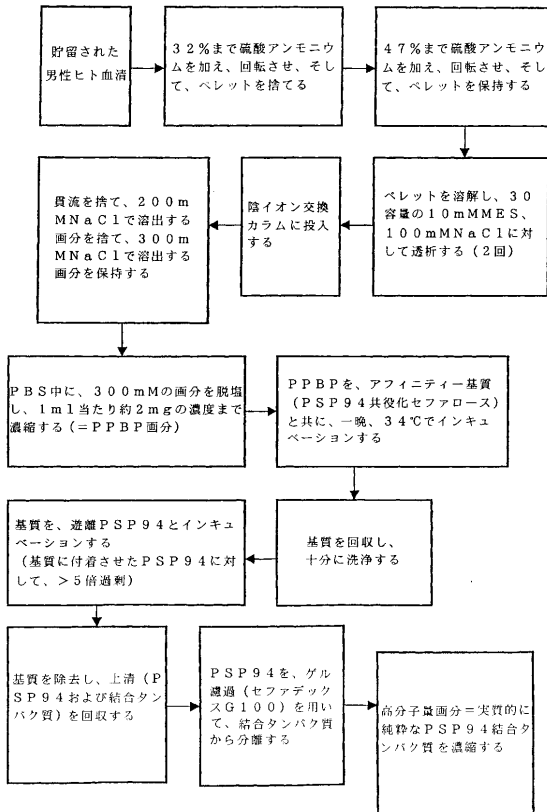 貯留された
男性ヒト血清
32%まで硫酸アンモニウ
ムを加え、回転させ、そし
て、ペレットを捨てる
47%まで硫酸アンモニウ
ムを加え、回転させ、そし
て、ペレットを保持する
ペレットを溶解し、30
容量の10mMMES、
100mMNaClに対
して透析する(2回)
陰イオン交換
カラムに投入
する
貫流を捨て、200m
MNaClで溶出する
画分を捨て、300m
MNaClで溶出する
画分を保持する
PBS中に、300mMの画分を脱塩
し、1ml当たり約2mgの濃度まで
濃縮する(=PPBP画分)
PPBPを、アフィニティー基質
(PSP94共役化セファロース)
と共に、一晩、34℃でインキュ
ベーションする
基質を回収し、
十分に洗浄する
基質を、遊離PSP94とインキュ
ベーションする
(基質に付着させたPSP94に対
して、>5倍過剰)
基質を除去し、上清(P
SP94および結合タン
パク質)を回収する
PSP94を、ゲル
濾過(セファデック
スG100)を用い
て、結合タンパク質
から分離する
高分子量画分=実質的に
純粋なPSP94結合タ
ンパク質を濃縮する